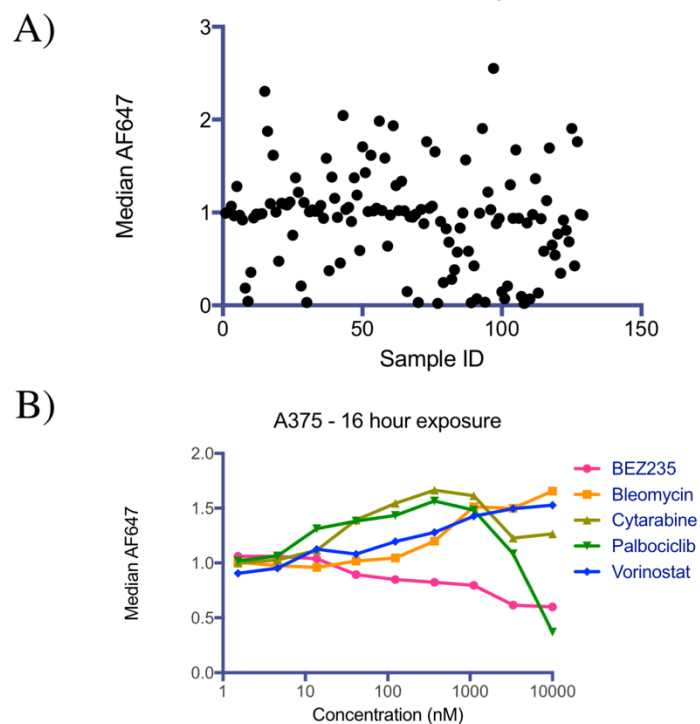 A)
3
2
1
0
Median AF647
0 50 100 150
Sample ID
B)
A375 - 16 hour exposure
2.0
1.5
1.0
0.5
0.0
Median AF647
1 10 100 1000 10000
Concentration (nM)
BEZ235
Bleomycin
Cytarabine
Palbociclib
Vorinostat